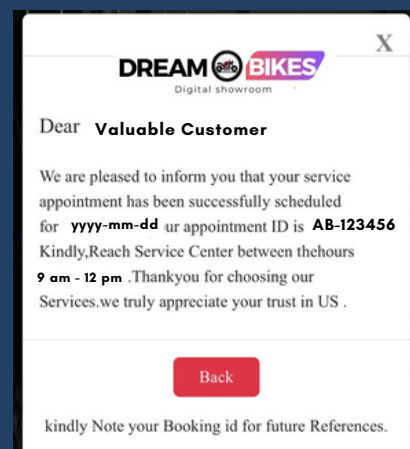 X
DREAM BIKES
Digital showroom
Dear Valuable Customer
We are pleased to inform you that your service
appointment has been successfully scheduled
for yyyy-mm-dd ur appointment ID is AB-123456
Kindly,Reach Service Center between thehours
9 am - 12 pm .Thankyou for choosing our
Services.we truly appreciate your trust in US .
Back
kindly Note your Booking id for future References.